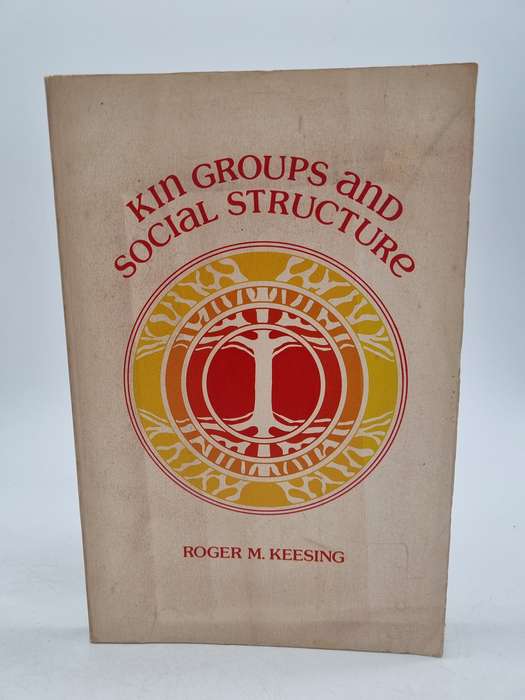 KIn GROUPS and
SOCIaL STRUCTURe
ROGER M. KEESING